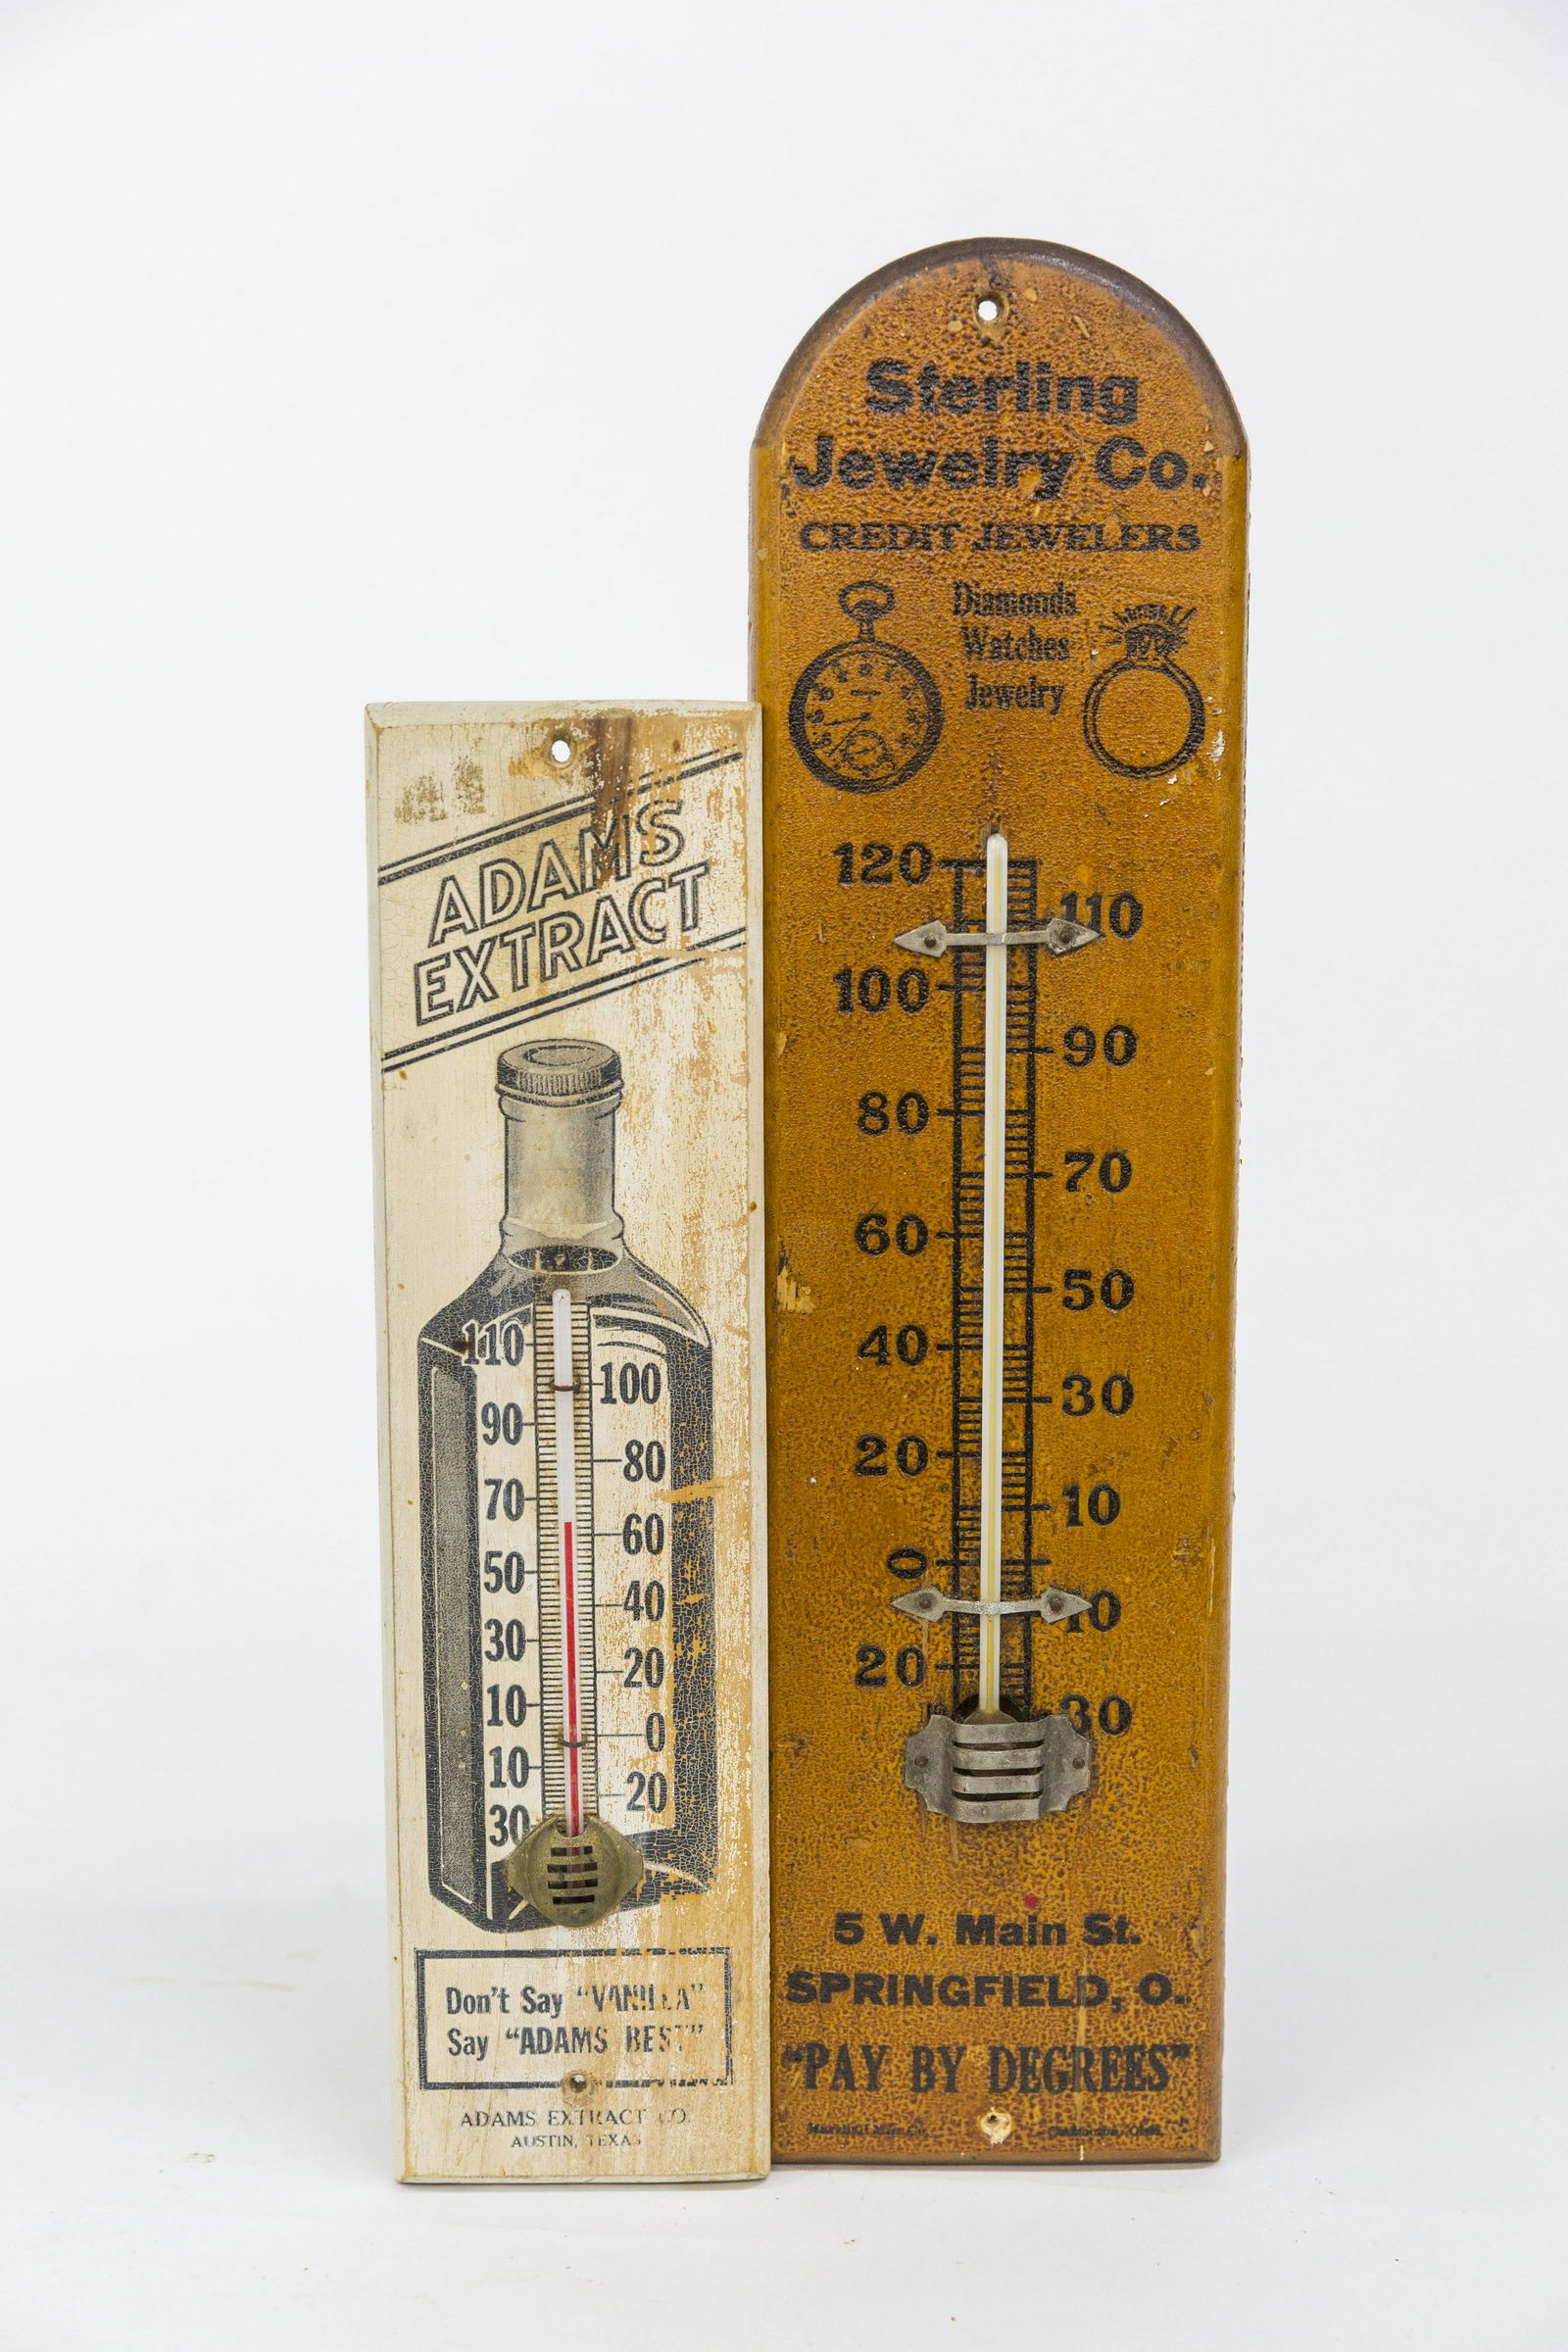 ADAMS
EXTRACT
110
100
90
80
70
60
50
40
30
20
10
0
10
20
30
Don't Say "VANILLA"
Say "ADAMS BEST"
ADAMS EXTRACT CO.
AUSTIN, TEXAS
Sterling
Jewelry Co.
CREDIT JEWELERS
Diamonds
Watches
Jewelry
120
110
100
90
80
70
60
50
40
30
20
10
0
10
20
30
5 W. Main St.
SPRINGFIELD, O.
"PAY BY DEGREES"